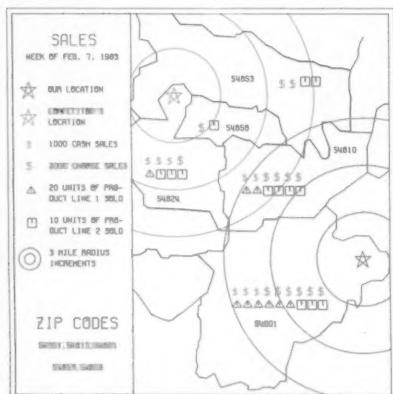 SALES
WEEK OF FEB. 7, 1983
OUR LOCATION
LOCATION
$ 1000 CASH SALES
$ CHARGE SALES
20 UNITS OF PRO-
DUCT LINE 1 SOLD
10 UNITS OF PRO-
DUCT LINE 2 SOLD
3 MILE RADIUS
INCREMENTS
ZIP CODES
54853
$ $
$
54858
54810
$ $ $ $
54824
$ $ $ $ $ $
$ $ $ $ $ $ $ $ $